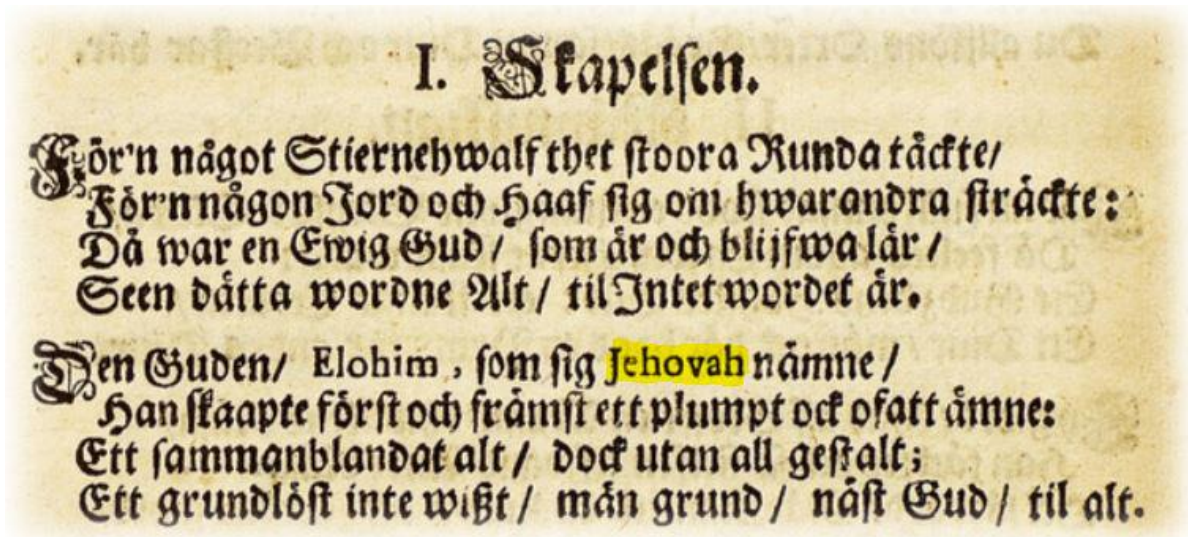 I. Skapelsen.
För'n något Stiernehwalf thet stoora Runda täckte/
För'n någon Jord och Haaf sig om hwarandra sträckte:
Då war en Ewig Gud / som är och blijfwa lär /
Seen dätta wordne Alt / til Intet wordet är.
Den Guden / Elohim, som sig Jehovah nämne /
Han skaapte först och främst ett plumpt ock ofatt ämne:
Ett sammanblandat alt / dock utan all gestalt;
Ett grundlöst inte wißt / män grund / näst Gud / til alt.